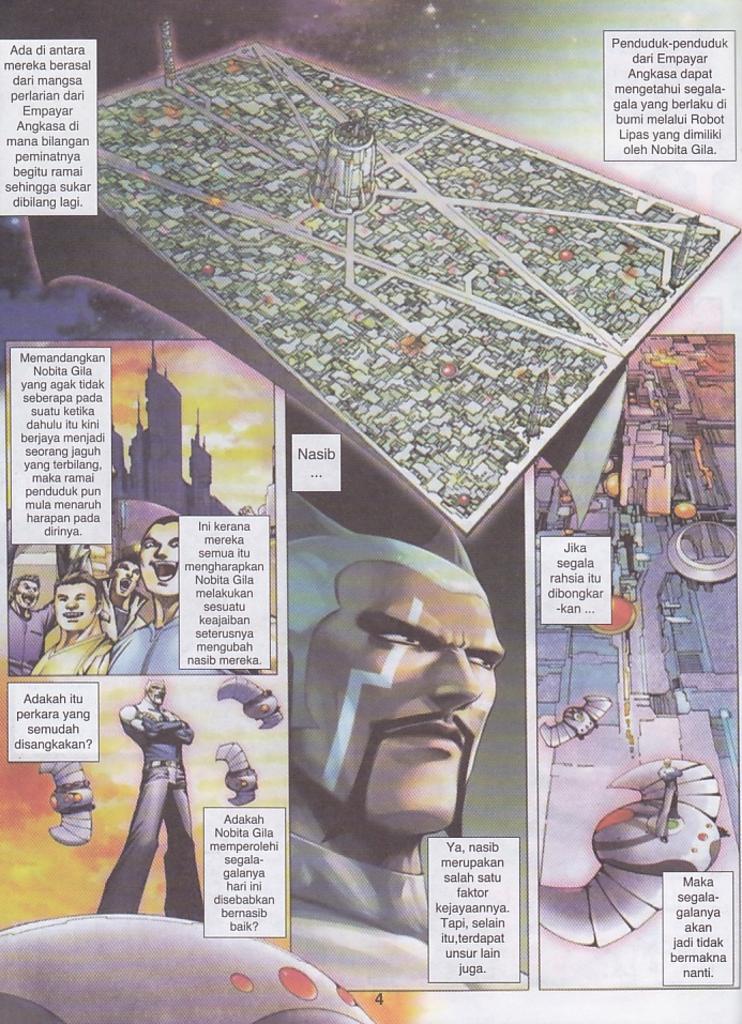 Ada di antara
mereka berasal
dari mangsa
perlarian dari
Empayar
Angkasa di
mana bilangan
peminatnya
begitu ramai
sehingga sukar
dibilang lagi.
Penduduk-penduduk
dari Empayar
Angkasa dapat
mengetahui segala-
gala yang berlaku di
bumi melalui Robot
Lipas yang dimiliki
oleh Nobita Gila.
Memandangkan
Nobita Gila
yang agak tidak
seberapa pada
suatu ketika
dahulu itu kini
berjaya menjadi
seorang jaguh
yang terbilang,
maka ramai
penduduk pun
mula menaruh
harapan pada
dirinya.
Ini kerana
mereka
semua itu
mengharapkan
Nobita Gila
melakukan
sesuatu
keajaiban
seterusnya
mengubah
nasib mereka.
Adakah itu
perkara yang
semudah
disangkakan?
Adakah
Nobita Gila
memperolehi
segala-
galanya
hari ini
disebabkan
bernasib
baik?
Nasib
...
Ya, nasib
merupakan
salah satu
faktor
kejayaannya.
Tapi, selain
itu,terdapat
unsur lain
juga.
Jika
segala
rahsia itu
dibongkar
-kan ...
Maka
segala-
galanya
akan
jadi tidak
bermakna
nanti.
4